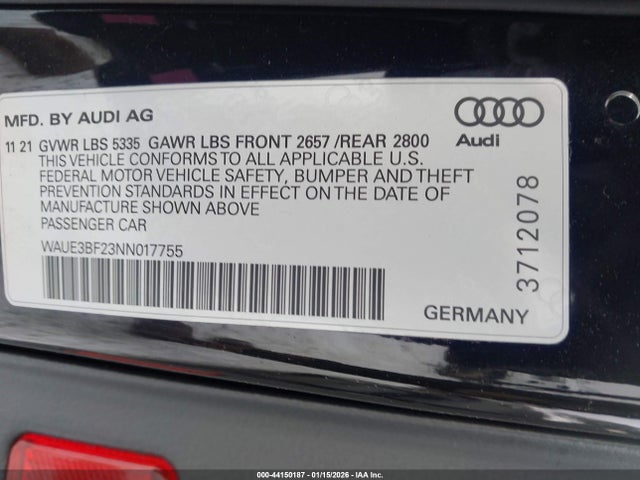 MFD. BY AUDI AG
Audi
11 21 GVWR LBS 5335 GAWR LBS FRONT 2657 /REAR 2800
THIS VEHICLE CONFORMS TO ALL APPLICABLE U.S.
FEDERAL MOTOR VEHICLE SAFETY, BUMPER AND THEFT
PREVENTION STANDARDS IN EFFECT ON THE DATE OF
MANUFACTURE SHOWN ABOVE
PASSENGER CAR
WAUE3BF23NN017755
3712078
GERMANY
000-44150187 - 01/15/2026 - IAA Inc.